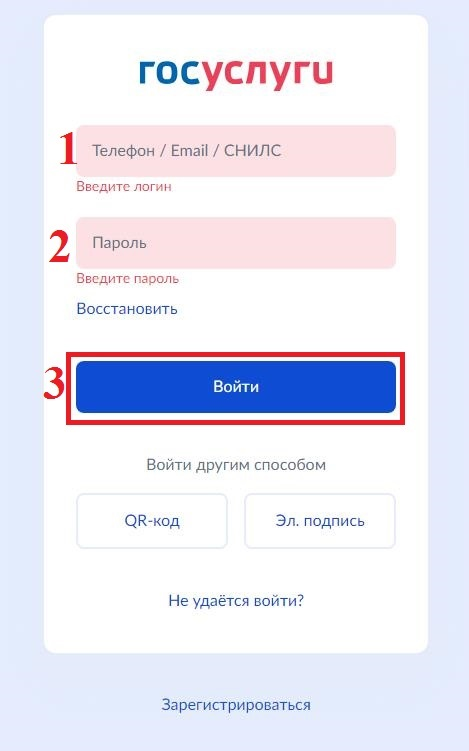 госуслуги
1
Телефон / Email / СНИЛС
Введите логин
2
Пароль
Введите пароль
Восстановить
3
Войти
Войти другим способом
QR-код
Эл. подпись
Не удаётся войти?
Зарегистрироваться